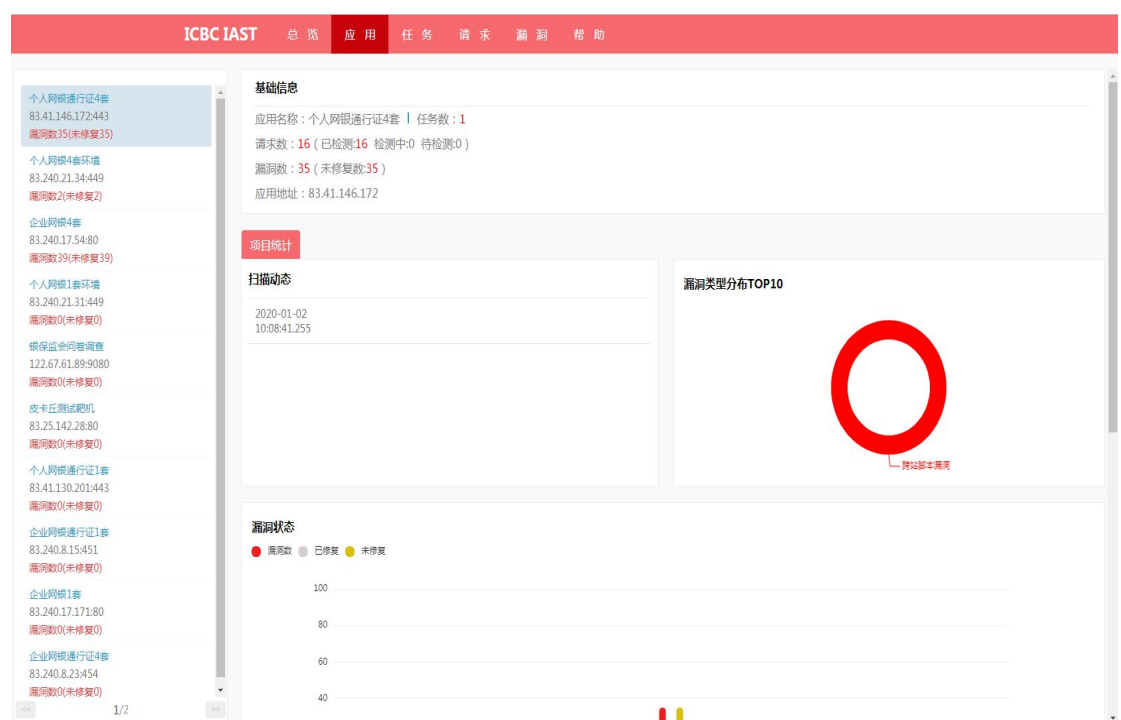 ICBC IAST 总览 应用 任务 请求 漏洞 帮助
个人网银通行证4套
83.41.146.172:443
漏洞数35(未修复35)
个人网银4套环境
83.240.21.34:449
漏洞数2(未修复2)
企业网银4套
83.240.17.54:80
漏洞数39(未修复39)
个人网银1套环境
83.240.21.31:449
漏洞数0(未修复0)
银保监会问卷调查
122.67.61.89:9080
漏洞数0(未修复0)
皮卡丘测试靶机
83.25.142.28:80
漏洞数0(未修复0)
个人网银通行证1套
83.41.130.201:443
漏洞数0(未修复0)
企业网银通行证1套
83.240.8.15:451
漏洞数0(未修复0)
企业网银1套
83.240.17.171:80
漏洞数0(未修复0)
企业网银通行证4套
83.240.8.23:454
漏洞数0(未修复0)
<< 1/2 >>
基础信息
应用名称：个人网银通行证4套 | 任务数：1
请求数：16 ( 已检测:16 检测中:0 待检测:0 )
漏洞数：35 ( 未修复数:35 )
应用地址：83.41.146.172
项目统计
扫描动态
2020-01-02
10:08:41.255
漏洞类型分布TOP10
跨站脚本漏洞
漏洞状态
漏洞数 已修复 未修复
100
80
60
40